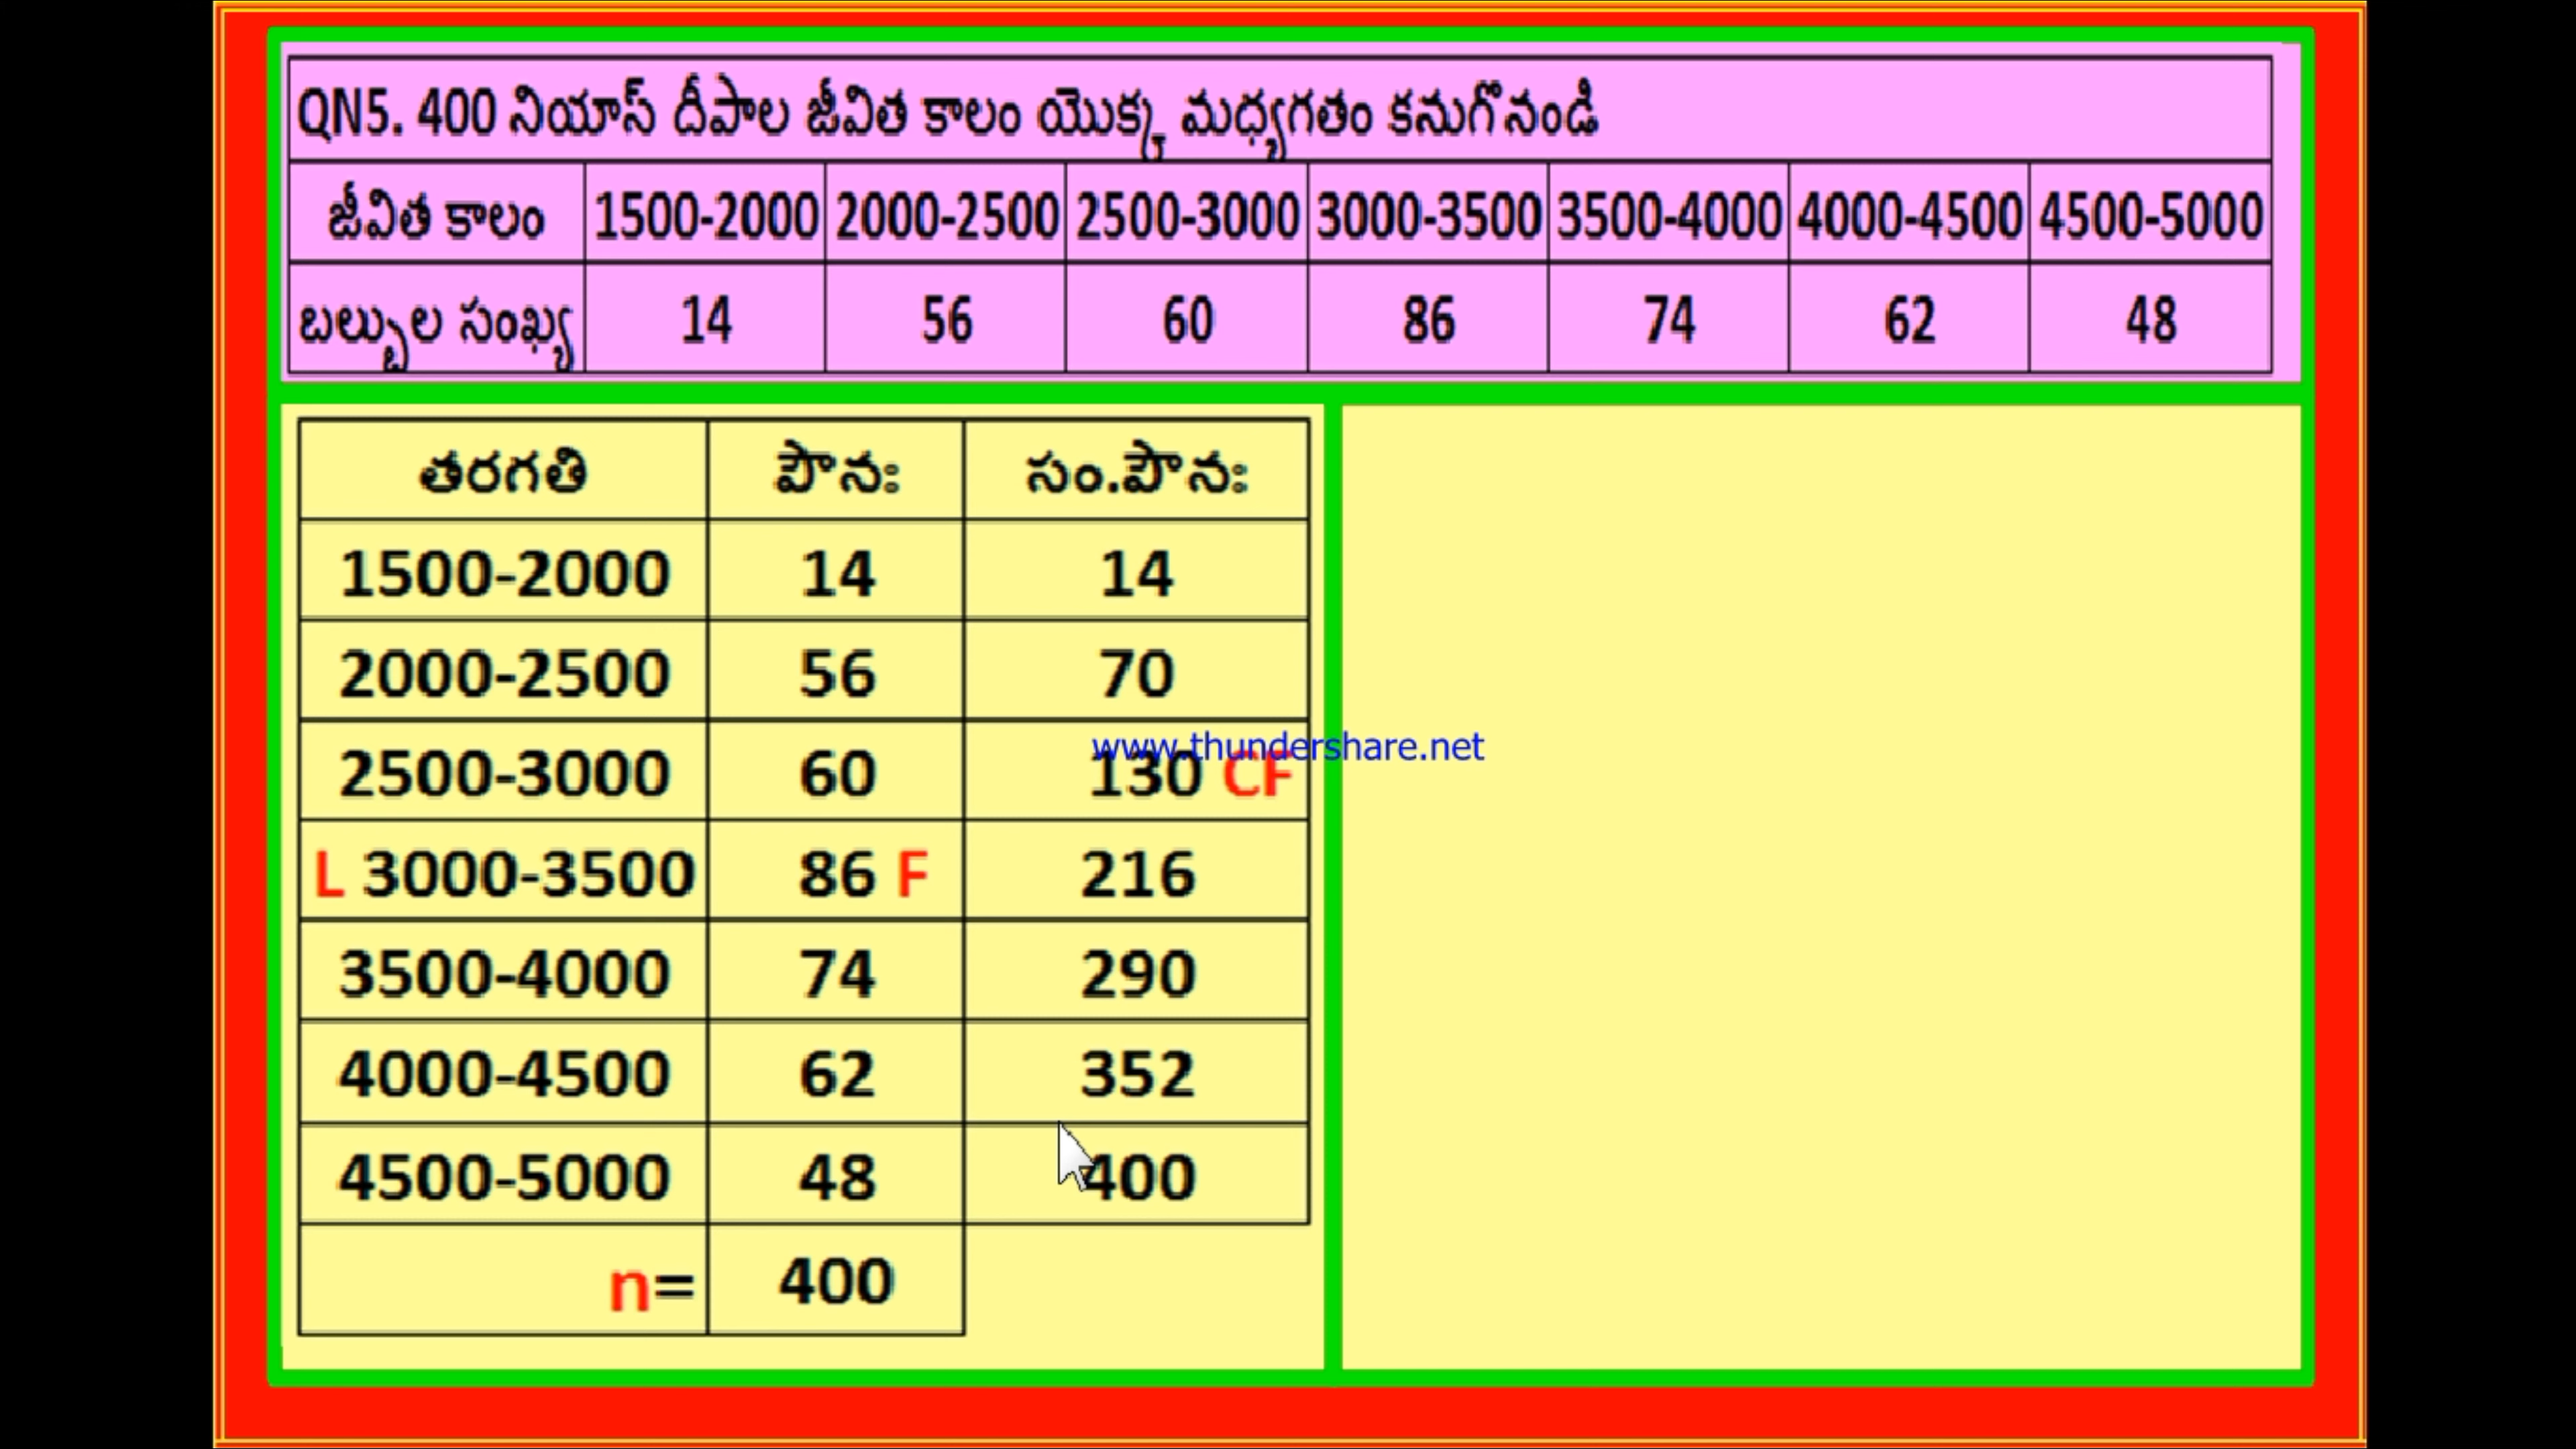 QN5. 400 నియాస్ దీపాల జీవిత కాలం యొక్క మధ్యగతం కనుగొనండి
జీవిత కాలం 1500-2000 2000-2500 2500-3000 3000-3500 3500-4000 4000-4500 4500-5000
బల్బుల సంఖ్య 14 56 60 86 74 62 48
తరగతి పౌనః సం.పౌనః
1500-2000 14 14
2000-2500 56 70
www.thundershare.net
2500-3000 60 130 CF
L 3000-3500 86 F 216
3500-4000 74 290
4000-4500 62 352
4500-5000 48 400
n= 400